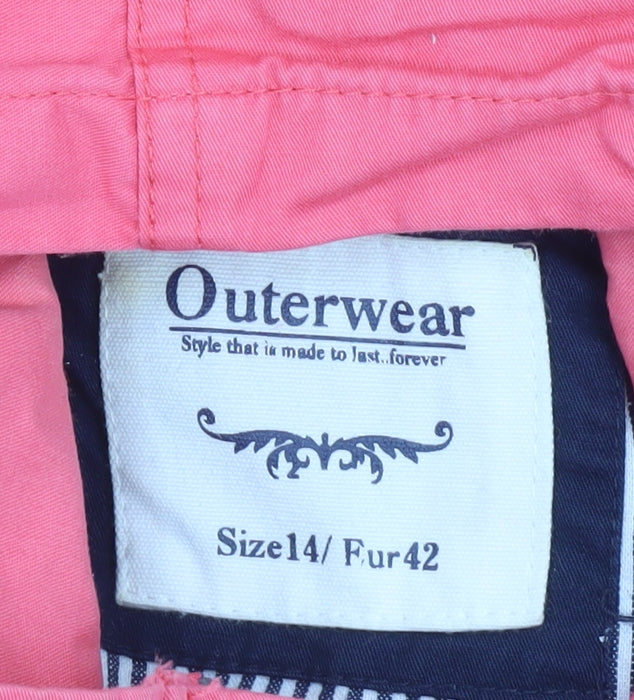 Outerwear
Style that is made to last..forever
Size14/ Eur42